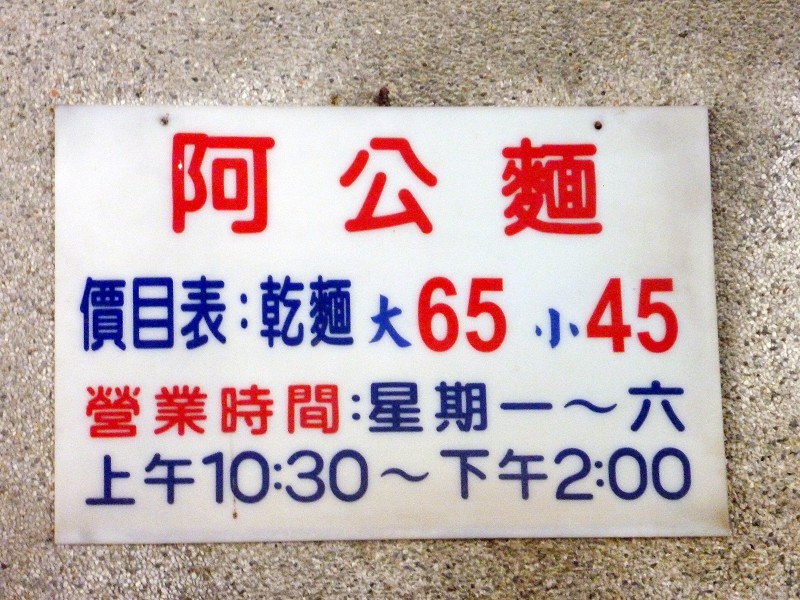 阿公麵
價目表:乾麵 大65 小45
營業時間:星期一～六
上午10:30～下午2:00